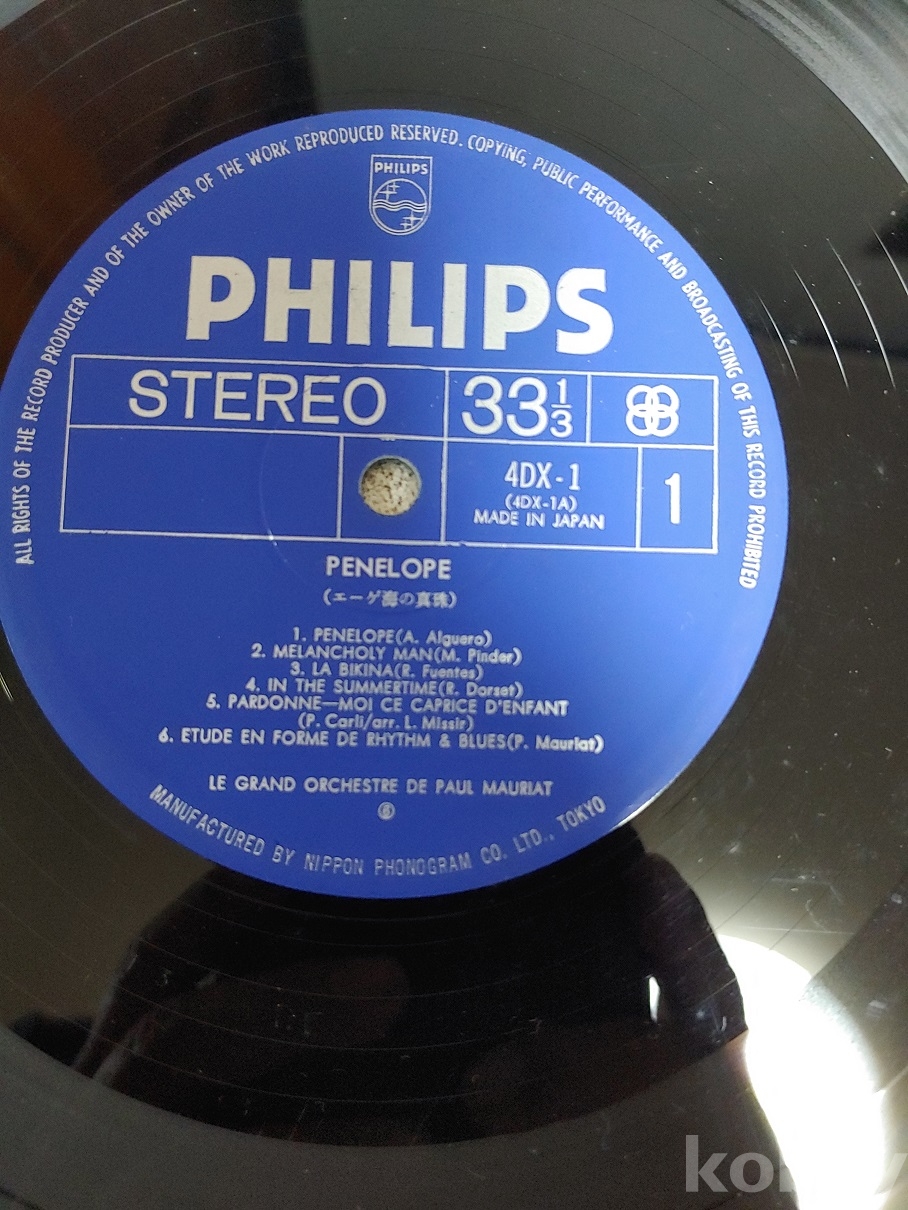 ALL RIGHTS OF THE RECORD PRODUCER AND OF THE OWNER OF THE WORK REPRODUCED RESERVED. COPYING, PUBLIC PERFORMANCE AND BROADCASTING OF THIS RECORD PROHIBITED
PHILIPS
PHILIPS
STEREO 33 1/3
4DX-1 1
(4DX-1A)
MADE IN JAPAN
PENELOPE
(エーゲ海の真珠)
1. PENELOPE(A. Alguero)
2. MELANCHOLY MAN(M. Pinder)
3. LA BIKINA(R. Fuentes)
4. IN THE SUMMERTIME(R. Dorset)
5. PARDONNE—MOI CE CAPRICE D'ENFANT
(P. Carli/arr. L. Missir)
6. ETUDE EN FORME DE RHYTHM & BLUES(P. Mauriat)
LE GRAND ORCHESTRE DE PAUL MAURIAT
MANUFACTURED BY NIPPON PHONOGRAM CO. LTD., TOKYO